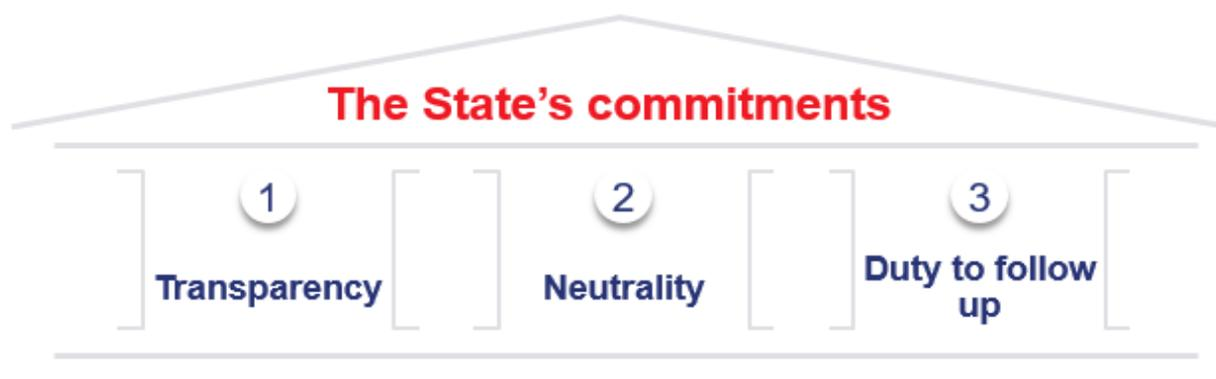 The State’s commitments
1
2
3
Transparency
Neutrality
Duty to follow
up